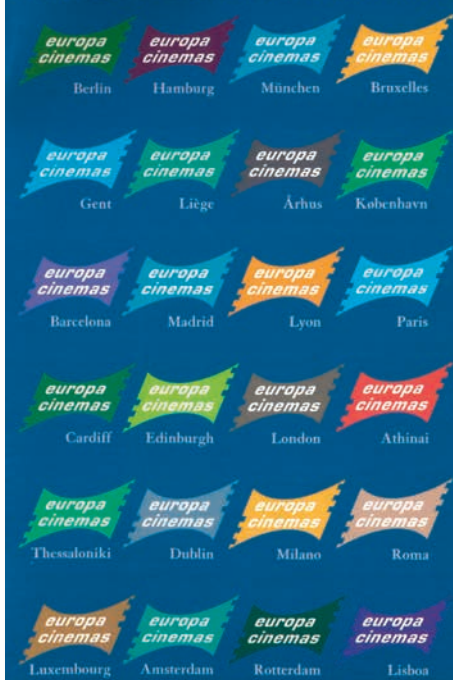 europa europa europa europa
cinemas cinemas cinemas cinemas
Berlin Hamburg München Bruxelles
europa europa europa europa
cinemas cinemas cinemas cinemas
Gent Liège Århus København
europa europa europa europa
cinemas cinemas cinemas cinemas
Barcelona Madrid Lyon Paris
europa europa europa europa
cinemas cinemas cinemas cinemas
Cardiff Edinburgh London Athinai
europa europa europa europa
cinemas cinemas cinemas cinemas
Thessaloniki Dublin Milano Roma
europa europa europa europa
cinemas cinemas cinemas cinemas
Luxembourg Amsterdam Rotterdam Lisboa